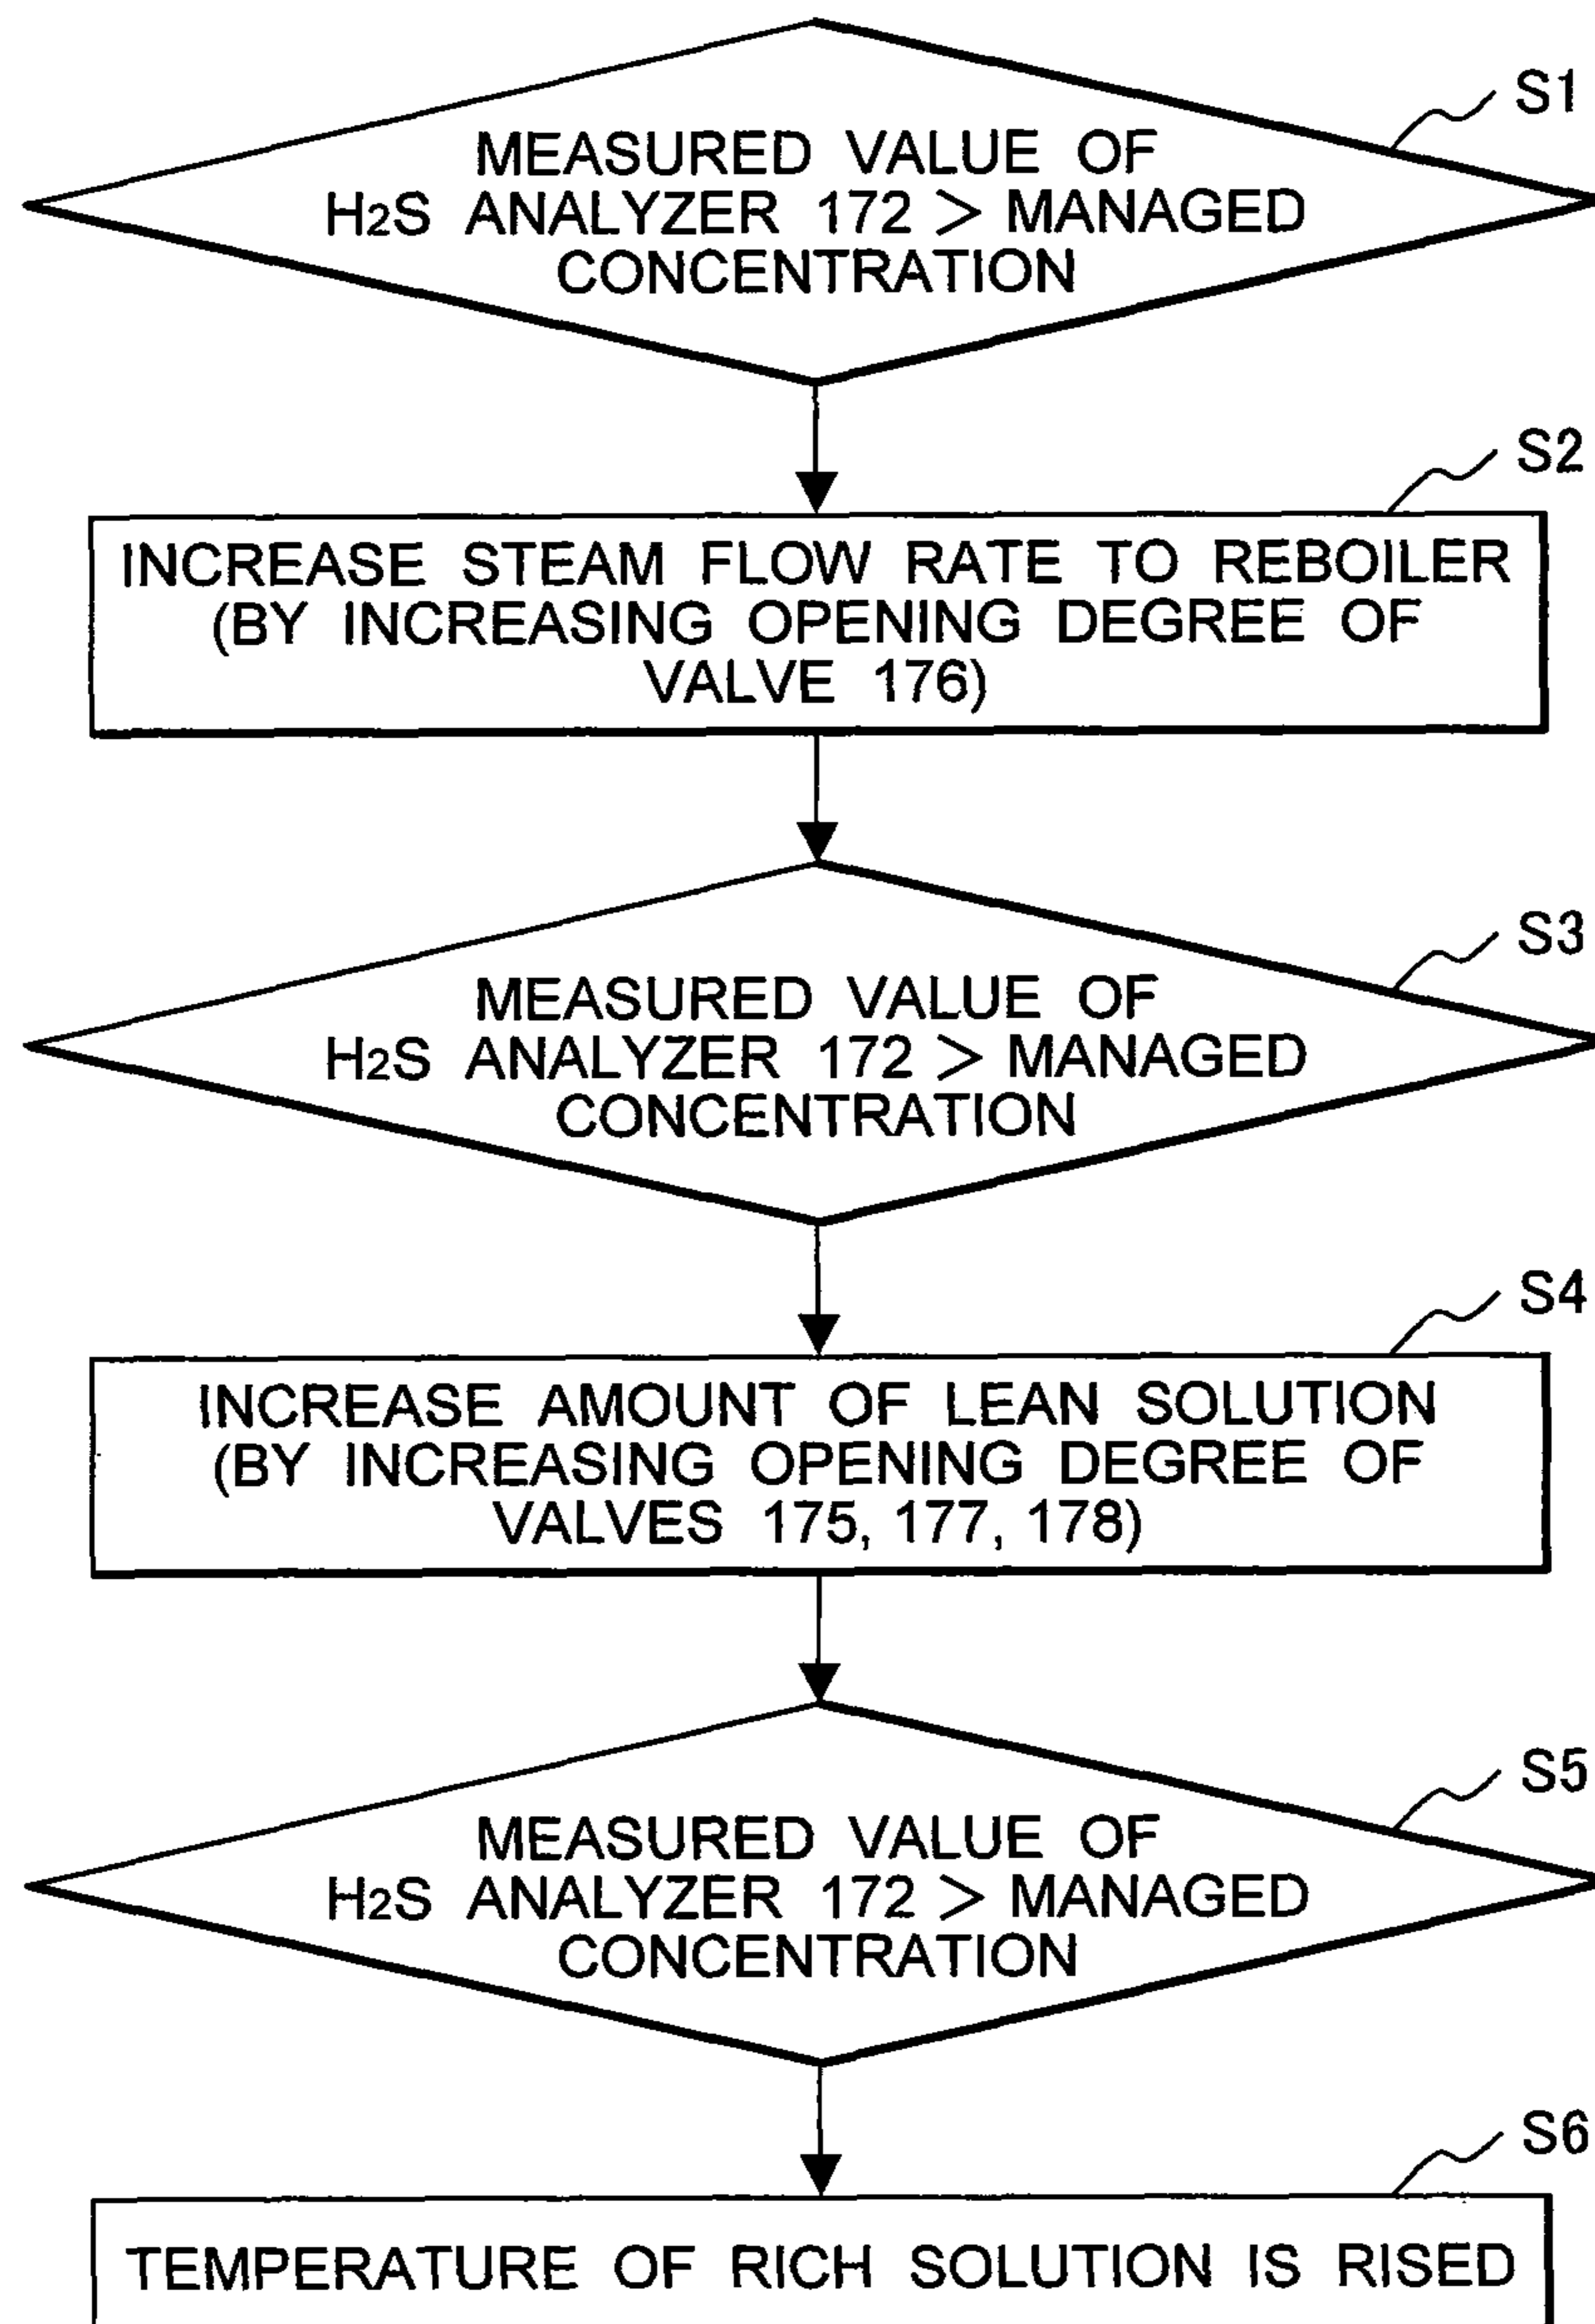 S1
MEASURED VALUE OF
H₂S ANALYZER 172 > MANAGED
CONCENTRATION
S2
INCREASE STEAM FLOW RATE TO REBOILER
(BY INCREASING OPENING DEGREE OF
VALVE 176)
S3
MEASURED VALUE OF
H₂S ANALYZER 172 > MANAGED
CONCENTRATION
S4
INCREASE AMOUNT OF LEAN SOLUTION
(BY INCREASING OPENING DEGREE OF
VALVES 175, 177, 178)
S5
MEASURED VALUE OF
H₂S ANALYZER 172 > MANAGED
CONCENTRATION
S6
TEMPERATURE OF RICH SOLUTION IS RISED